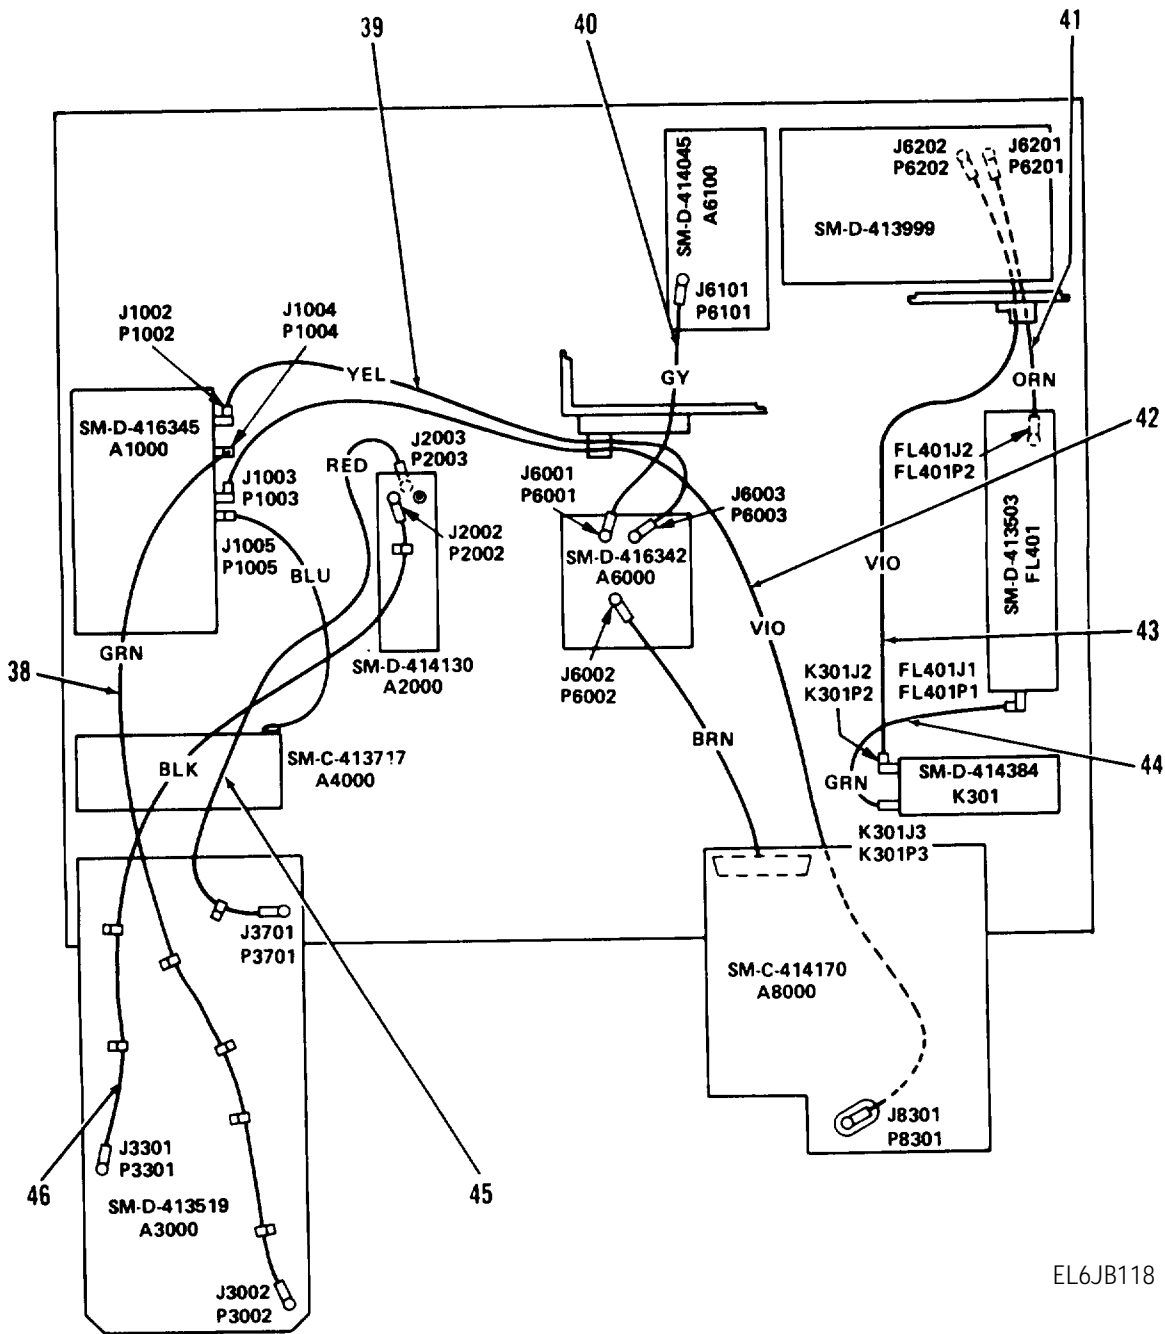 39
40
41
J6202
P6202
J6201
P6201
SM-D-414045
A6100
SM-D-413999
J6101
P6101
J1002
P1002
J1004
P1004
YEL
GY
ORN
42
SM-D-416345
A1000
J2003
P2003
RED
FL401J2
FL401P2
J1003
P1003
J6001
P6001
J6003
P6003
J2002
P2002
SM-D-413503
FL401
J1005
P1005
BLU
SM-D-416342
A6000
VIO
VIO
43
GRN
38
SM-D-414130
A2000
J6002
P6002
K301J2
K301P2
FL401J1
FL401P1
BRN
SM-C-413717
A4000
BLK
GRN
SM-D-414384
K301
44
K301J3
K301P3
J3701
P3701
SM-C-414170
A8000
J8301
P8301
J3301
P3301
46
45
SM-D-413519
A3000
J3002
P3002
EL6JB118